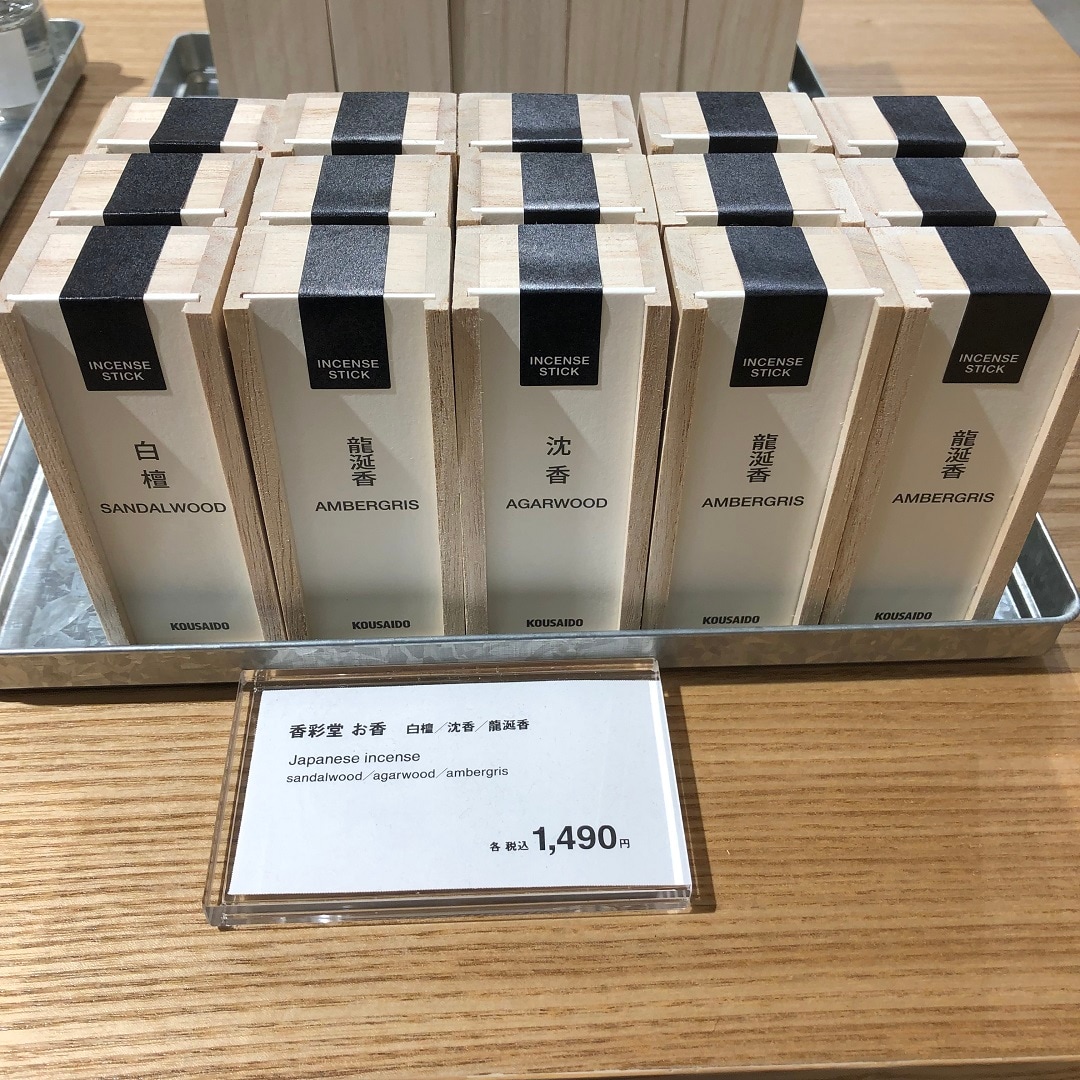 INCENSE
STICK
白檀
SANDALWOOD
KOUSAIDO
INCENSE
STICK
龍涎香
AMBERGRIS
KOUSAIDO
INCENSE
STICK
沈香
AGARWOOD
KOUSAIDO
INCENSE
STICK
龍涎香
AMBERGRIS
KOUSAIDO
INCENSE
STICK
龍涎香
AMBERGRIS
KOUSAIDO
香彩堂 お香 白檀／沈香／龍涎香
Japanese incense
sandalwood／agarwood／ambergris
各 税込 1,490円